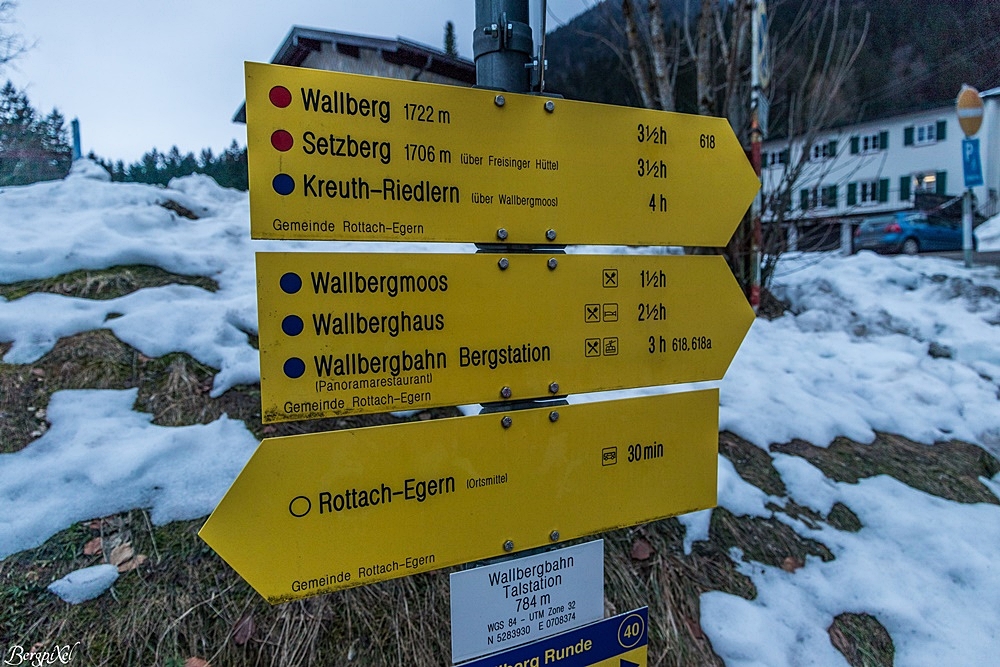 Wallberg 1722 m 3½h 618
Setzberg 1706 m (über Freisinger Hütte) 3½h
Kreuth-Riedlern (über Wallbergmoos) 4 h
Gemeinde Rottach-Egern
Wallbergmoos 1½h
Wallberghaus 2½h
Wallbergbahn Bergstation 3 h 618,618a
(Panoramarestaurant)
Gemeinde Rottach-Egern
30 min
Rottach-Egern (Ortsmitte)
Gemeinde Rottach-Egern
Wallbergbahn
Talstation
784 m
WGS 84 - UTM Zone 32
N 5283930 E 0708374
40
Runde
P
BergpiXel